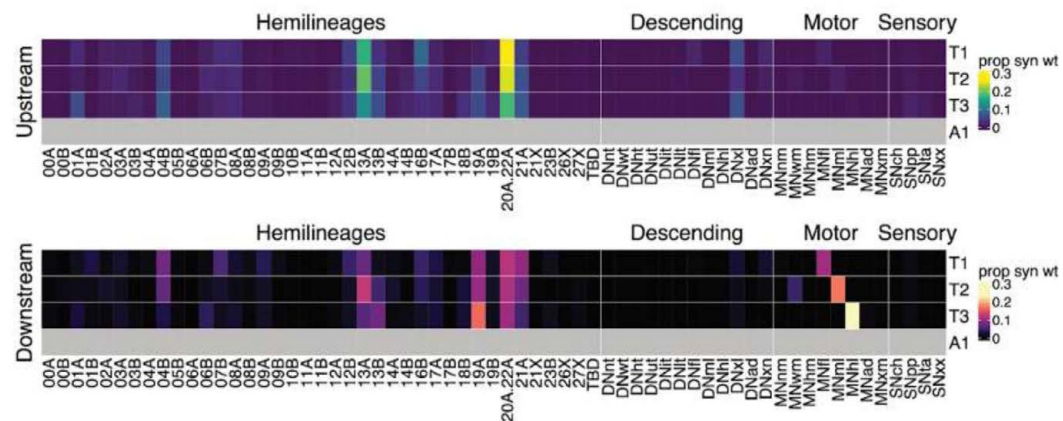 Hemilineages Descending Motor Sensory
Upstream
T1
T2
T3
A1
prop syn wt
0.3
0.2
0.1
0
00A 00B 01A 01B 02A 03A 03B 04A 04B 05B 06A 06B 07B 08A 08B 09A 09B 10B 11A 11B 12A 12B 13A 13B 14A 14B 16B 17A 17B 18B 19A 19B 20A.22A 21A 21X 23B 26X 27X TBD DNnt DNwt DNht DNut DNit DNlt DNfl DNml DNhl DNxl DNad DNxn MNnm MNwm MNhm MNfl MNml MNhl MNad MNxm SNch SNpp SNta SNxx
Hemilineages Descending Motor Sensory
Downstream
T1
T2
T3
A1
prop syn wt
0.3
0.2
0.1
0
00A 00B 01A 01B 02A 03A 03B 04A 04B 05B 06A 06B 07B 08A 08B 09A 09B 10B 11A 11B 12A 12B 13A 13B 14A 14B 16B 17A 17B 18B 19A 19B 20A.22A 21A 21X 23B 26X 27X TBD DNnt DNwt DNht DNut DNit DNlt DNfl DNml DNhl DNxl DNad DNxn MNnm MNwm MNhm MNfl MNml MNhl MNad MNxm SNch SNpp SNta SNxx